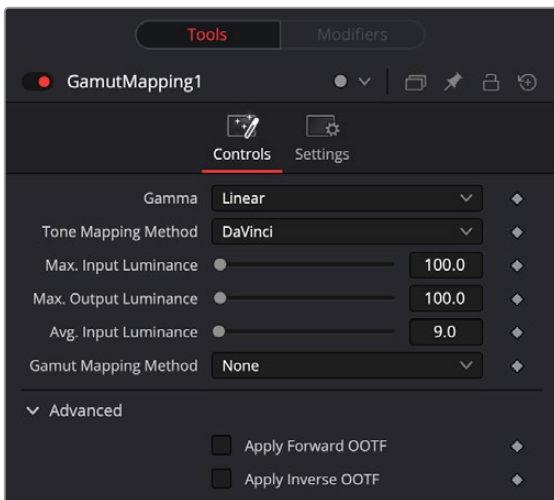 Tools Modifiers
GamutMapping1
Controls Settings
Gamma Linear
Tone Mapping Method DaVinci
Max. Input Luminance 100.0
Max. Output Luminance 100.0
Avg. Input Luminance 9.0
Gamut Mapping Method None
Advanced
Apply Forward OOTF
Apply Inverse OOTF